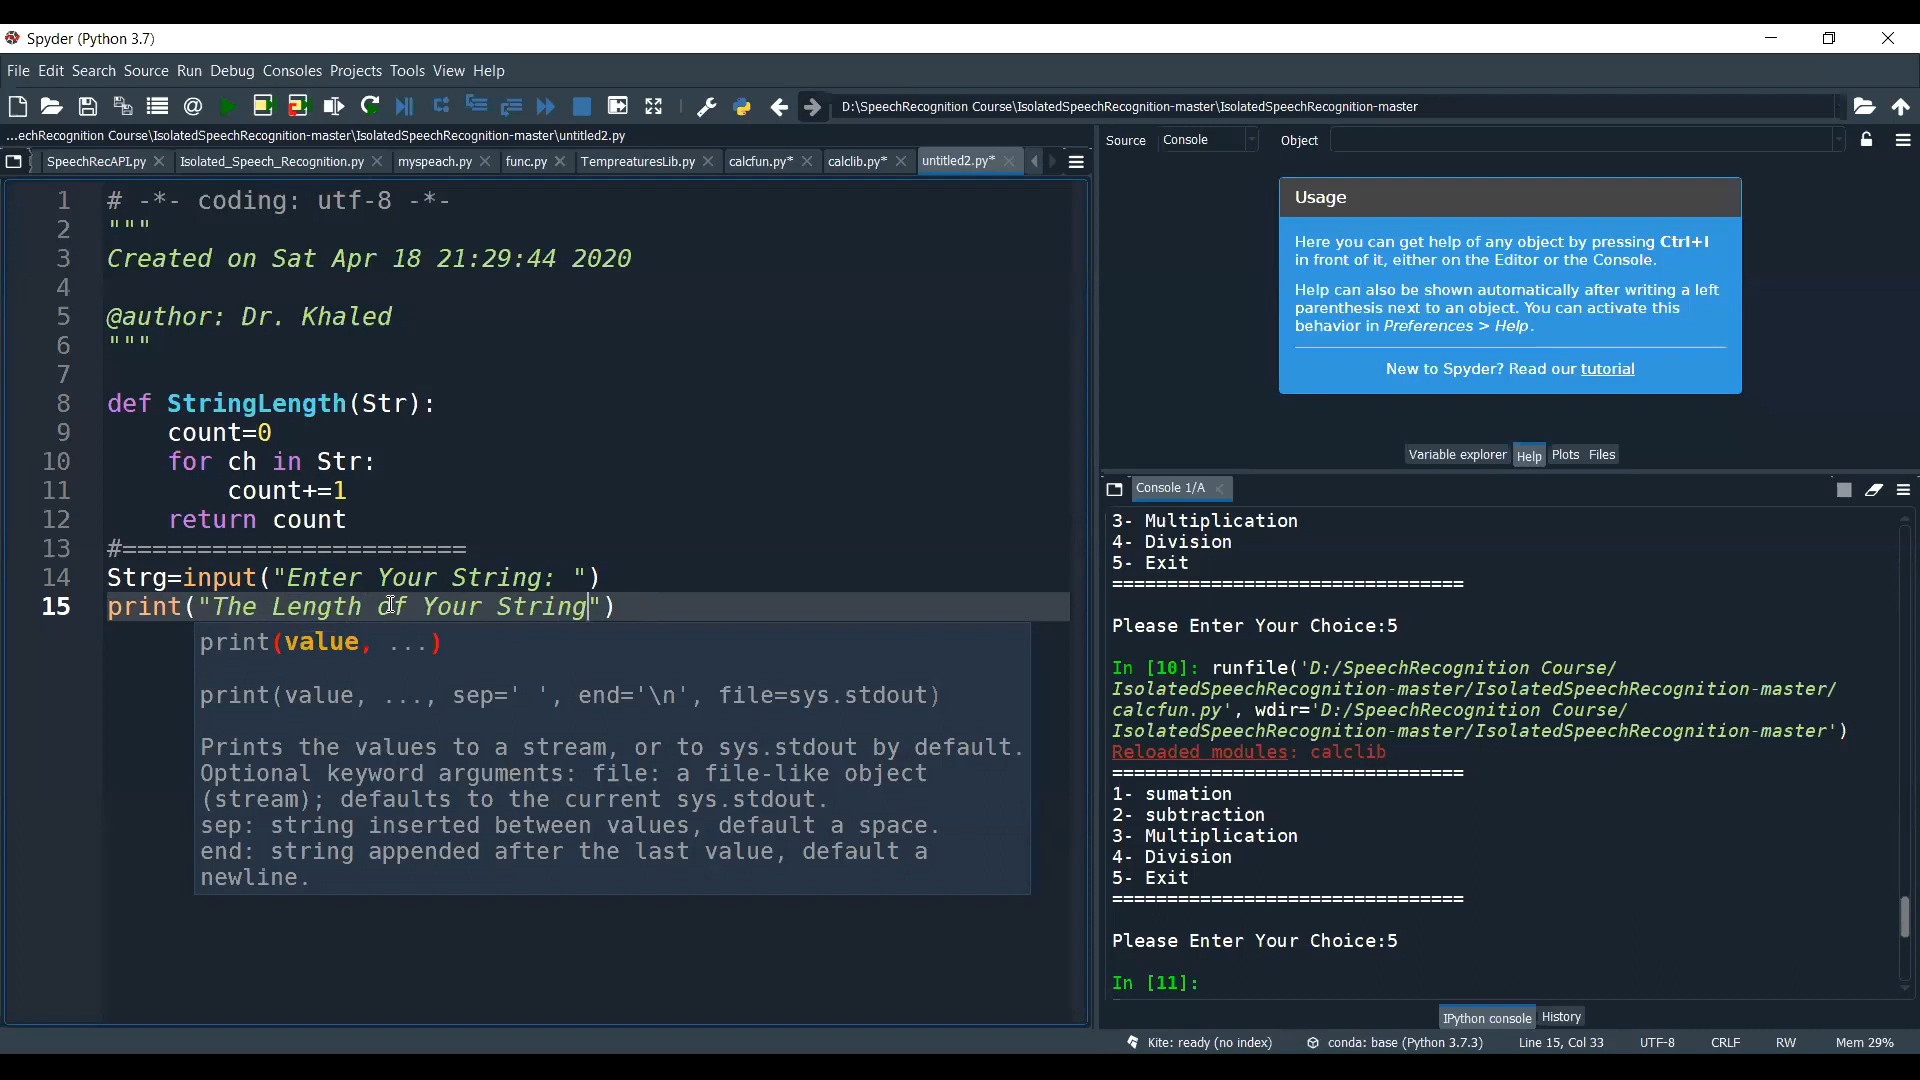 Spyder (Python 3.7)
File Edit Search Source Run Debug Consoles Projects Tools View Help
D:\SpeechRecognition Course\IsolatedSpeechRecognition-master\IsolatedSpeechRecognition-master
...echRecognition Course\IsolatedSpeechRecognition-master\IsolatedSpeechRecognition-master\untitled2.py
SpeechRecAPI.py Isolated_Speech_Recognition.py myspeach.py func.py TempreaturesLib.py calcfun.py* calclib.py* untitled2.py*
1 # -*- coding: utf-8 -*-
2 """
3 Created on Sat Apr 18 21:29:44 2020
4
5 @author: Dr. Khaled
6 """
7
8 def StringLength(Str):
9     count=0
10     for ch in Str:
11         count+=1
12     return count
13 #=======================
14 Strg=input("Enter Your String: ")
15 print("The Length of Your String")
print(value, ...)
print(value, ..., sep=' ', end='\n', file=sys.stdout)
Prints the values to a stream, or to sys.stdout by default.
Optional keyword arguments: file: a file-like object
(stream); defaults to the current sys.stdout.
sep: string inserted between values, default a space.
end: string appended after the last value, default a
newline.
Source Console Object
Usage
Here you can get help of any object by pressing Ctrl+I
in front of it, either on the Editor or the Console.
Help can also be shown automatically after writing a left
parenthesis next to an object. You can activate this
behavior in Preferences > Help.
New to Spyder? Read our tutorial
Variable explorer Help Plots Files
Console 1/A
3- Multiplication
4- Division
5- Exit
================================
Please Enter Your Choice:5
In [10]: runfile('D:/SpeechRecognition Course/
IsolatedSpeechRecognition-master/IsolatedSpeechRecognition-master/
calcfun.py', wdir='D:/SpeechRecognition Course/
IsolatedSpeechRecognition-master/IsolatedSpeechRecognition-master')
Reloaded modules: calclib
================================
1- sumation
2- subtraction
3- Multiplication
4- Division
5- Exit
================================
Please Enter Your Choice:5
In [11]:
IPython console History
Kite: ready (no index) conda: base (Python 3.7.3) Line 15, Col 33 UTF-8 CRLF RW Mem 29%